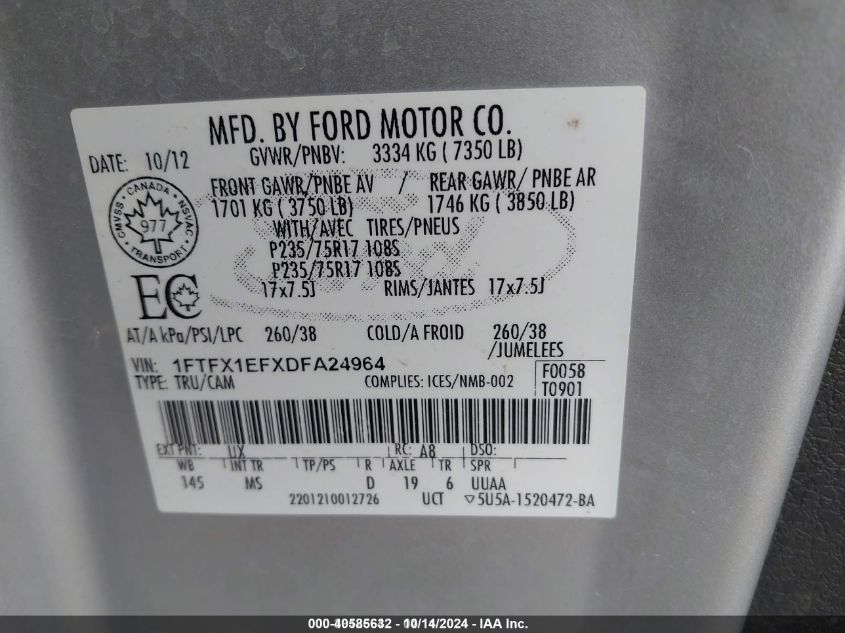 MFD. BY FORD MOTOR CO.
DATE: 10/12 GVWR/PNBV: 3334 KG ( 7350 LB)
FRONT GAWR/PNBE AV / REAR GAWR/ PNBE AR
1701 KG ( 3750 LB) 1746 KG ( 3850 LB)
WITH/AVEC TIRES/PNEUS
P235/75R17 108S
P235/75R17 108S
17x7.5J RIMS/JANTES 17x7.5J
CANADA
CMVSS NSVAC
977
TRANSPORT
EC
AT/A kPa/PSI/LPC 260/38 COLD/A FROID 260/38
/JUMELEES
VIN: 1FTFX1EFXDFA24964
TYPE: TRU/CAM COMPLIES: ICES/NMB-002
F0058
T0901
EXT PNT: UX RC: A8 DSO:
WB INT TR TP/PS R AXLE TR SPR
145 MS D 19 6 UUAA
2201210012726 UCT ▽5U5A-1520472-BA
000-40585632 - 10/14/2024 - IAA Inc.